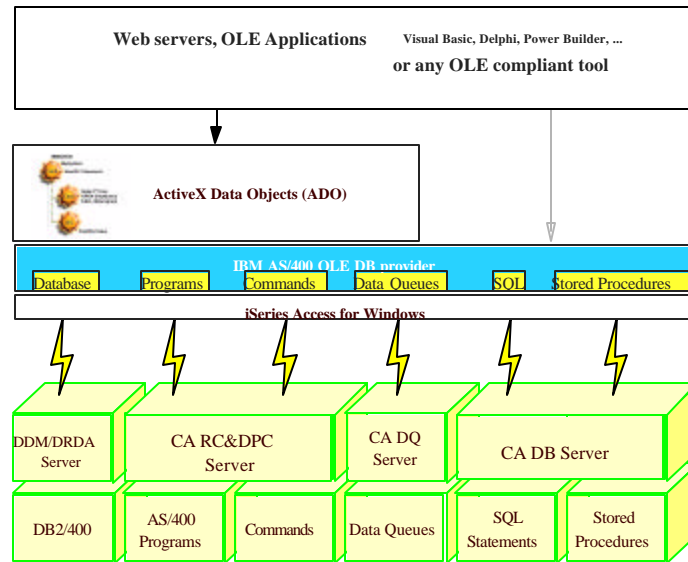 Web servers, OLE Applications Visual Basic, Delphi, Power Builder, ...
or any OLE compliant tool
ActiveX Data Objects (ADO)
IBM AS/400 OLE DB provider
Database Programs Commands Data Queues SQL Stored Procedures
iSeries Access for Windows
DDM/DRDA
Server
CA RC&DPC
Server
CA DQ
Server
CA DB Server
DB2/400
AS/400
Programs
Commands
Data Queues
SQL
Statements
Stored
Procedures